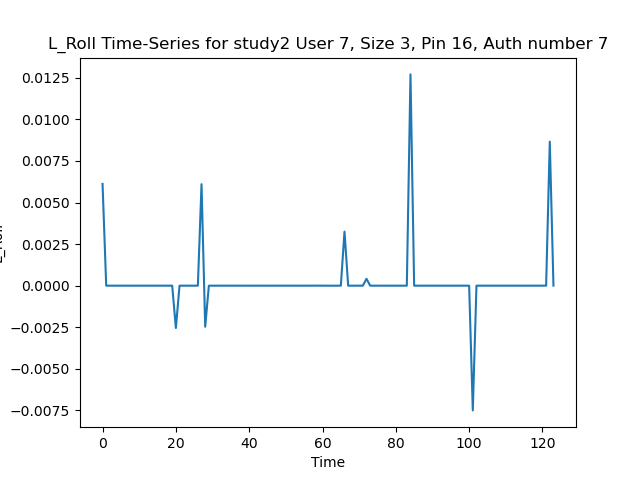 L_Roll Time-Series for study2 User 7, Size 3, Pin 16, Auth number 7
0.0125
0.0100
0.0075
0.0050
0.0025
0.0000
−0.0025
−0.0050
−0.0075
L_Roll
0 20 40 60 80 100 120
Time